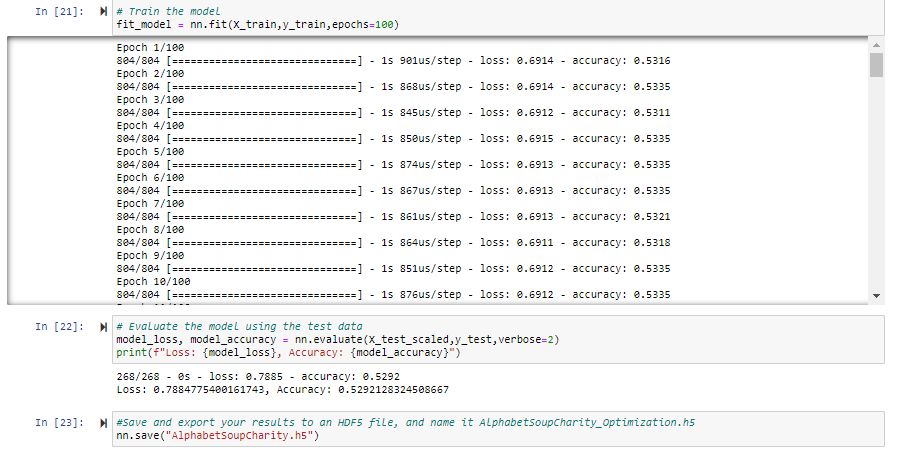 In [21]:
# Train the model
fit_model = nn.fit(X_train,y_train,epochs=100)
Epoch 1/100
804/804 [==============================] - 1s 901us/step - loss: 0.6914 - accuracy: 0.5316
Epoch 2/100
804/804 [==============================] - 1s 868us/step - loss: 0.6914 - accuracy: 0.5335
Epoch 3/100
804/804 [==============================] - 1s 845us/step - loss: 0.6912 - accuracy: 0.5311
Epoch 4/100
804/804 [==============================] - 1s 850us/step - loss: 0.6915 - accuracy: 0.5335
Epoch 5/100
804/804 [==============================] - 1s 874us/step - loss: 0.6913 - accuracy: 0.5335
Epoch 6/100
804/804 [==============================] - 1s 867us/step - loss: 0.6913 - accuracy: 0.5335
Epoch 7/100
804/804 [==============================] - 1s 861us/step - loss: 0.6913 - accuracy: 0.5321
Epoch 8/100
804/804 [==============================] - 1s 864us/step - loss: 0.6911 - accuracy: 0.5318
Epoch 9/100
804/804 [==============================] - 1s 851us/step - loss: 0.6912 - accuracy: 0.5335
Epoch 10/100
804/804 [==============================] - 1s 876us/step - loss: 0.6912 - accuracy: 0.5335
In [22]:
# Evaluate the model using the test data
model_loss, model_accuracy = nn.evaluate(X_test_scaled,y_test,verbose=2)
print(f"Loss: {model_loss}, Accuracy: {model_accuracy}")
268/268 - 0s - loss: 0.7885 - accuracy: 0.5292
Loss: 0.7884775400161743, Accuracy: 0.5292128324508667
In [23]:
#Save and export your results to an HDF5 file, and name it AlphabetSoupCharity_Optimization.h5
nn.save("AlphabetSoupCharity.h5")